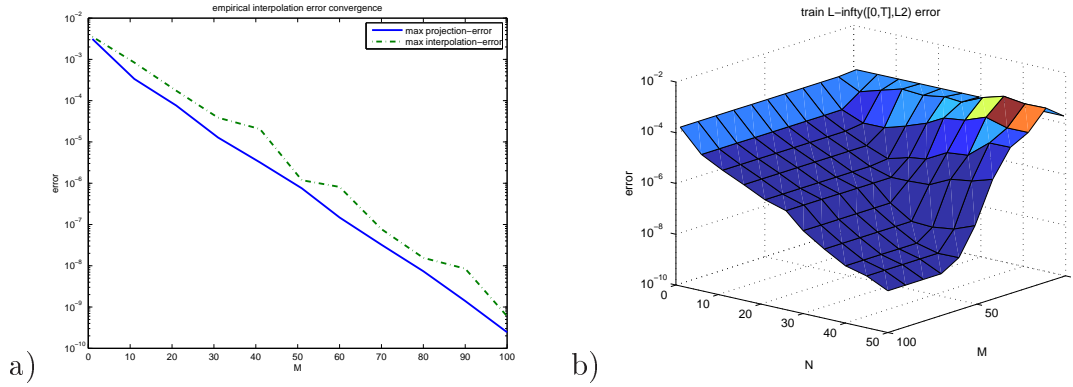 empirical interpolation error convergence
max projection-error
max interpolation-error
10^-2
10^-3
10^-4
10^-5
10^-6
10^-7
10^-8
10^-9
10^-10
error
0 10 20 30 40 50 60 70 80 90 100
M
a)
train L-infty([0,T],L2) error
10^-2
10^-4
10^-6
10^-8
10^-10
error
0 10 20 30 40 50
N
50
100
M
b)